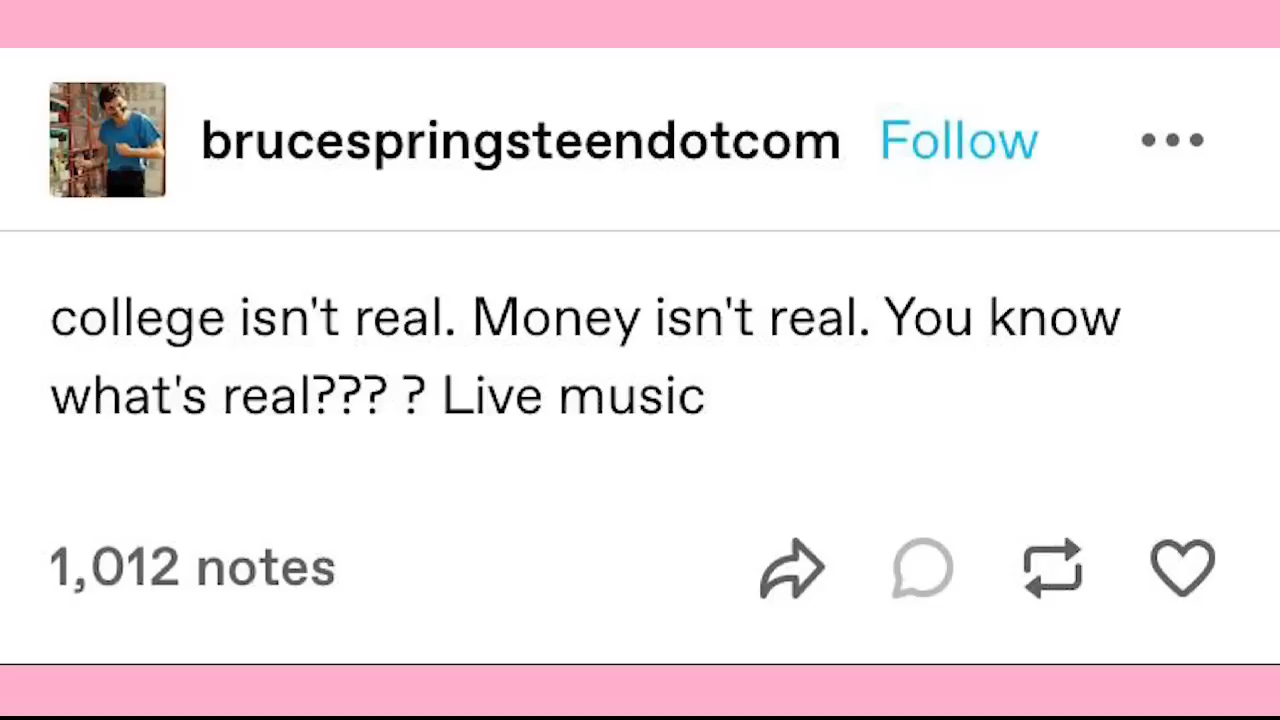 brucespringsteendotcom Follow
college isn't real. Money isn't real. You know
what's real??? ? Live music
1,012 notes